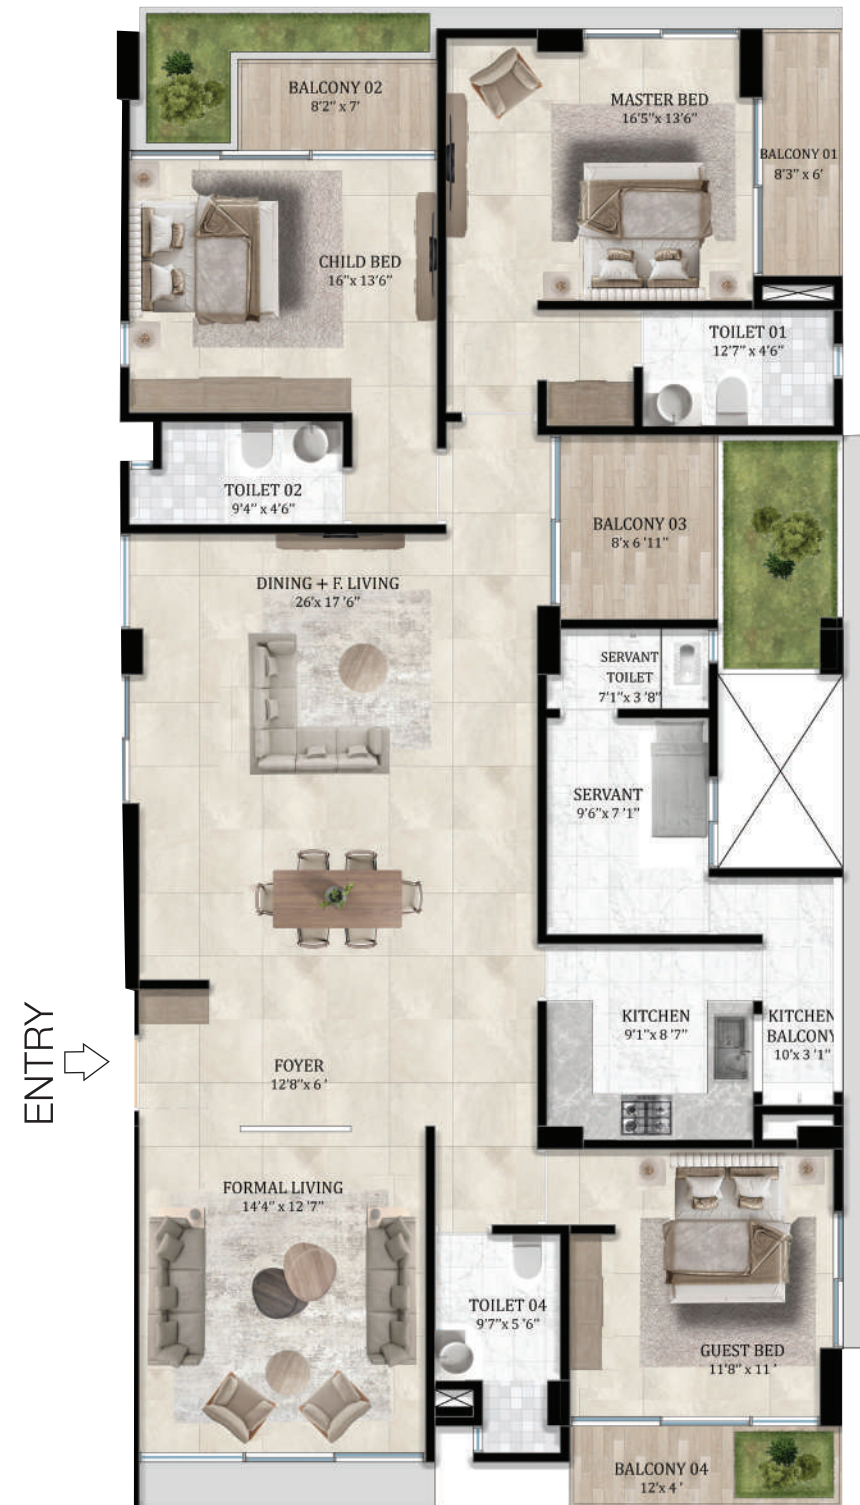 BALCONY 02
8'2" x 7'
MASTER BED
16'5"x 13'6"
BALCONY 01
8'3" x 6'
CHILD BED
16"x 13'6"
TOILET 01
12'7" x 4'6"
TOILET 02
9'4" x 4'6"
BALCONY 03
8'x 6 '11"
DINING + F. LIVING
26'x 17 '6"
SERVANT
TOILET
7'1"x 3 '8"
SERVANT
9'6"x 7 '1"
ENTRY
KITCHEN
9'1"x 8 '7"
KITCHEN
BALCONY
10'x 3 '1"
FOYER
12'8"x 6 '
FORMAL LIVING
14'4" x 12 '7"
TOILET 04
9'7"x 5 '6"
GUEST BED
11'8" x 11 '
BALCONY 04
12'x 4 '